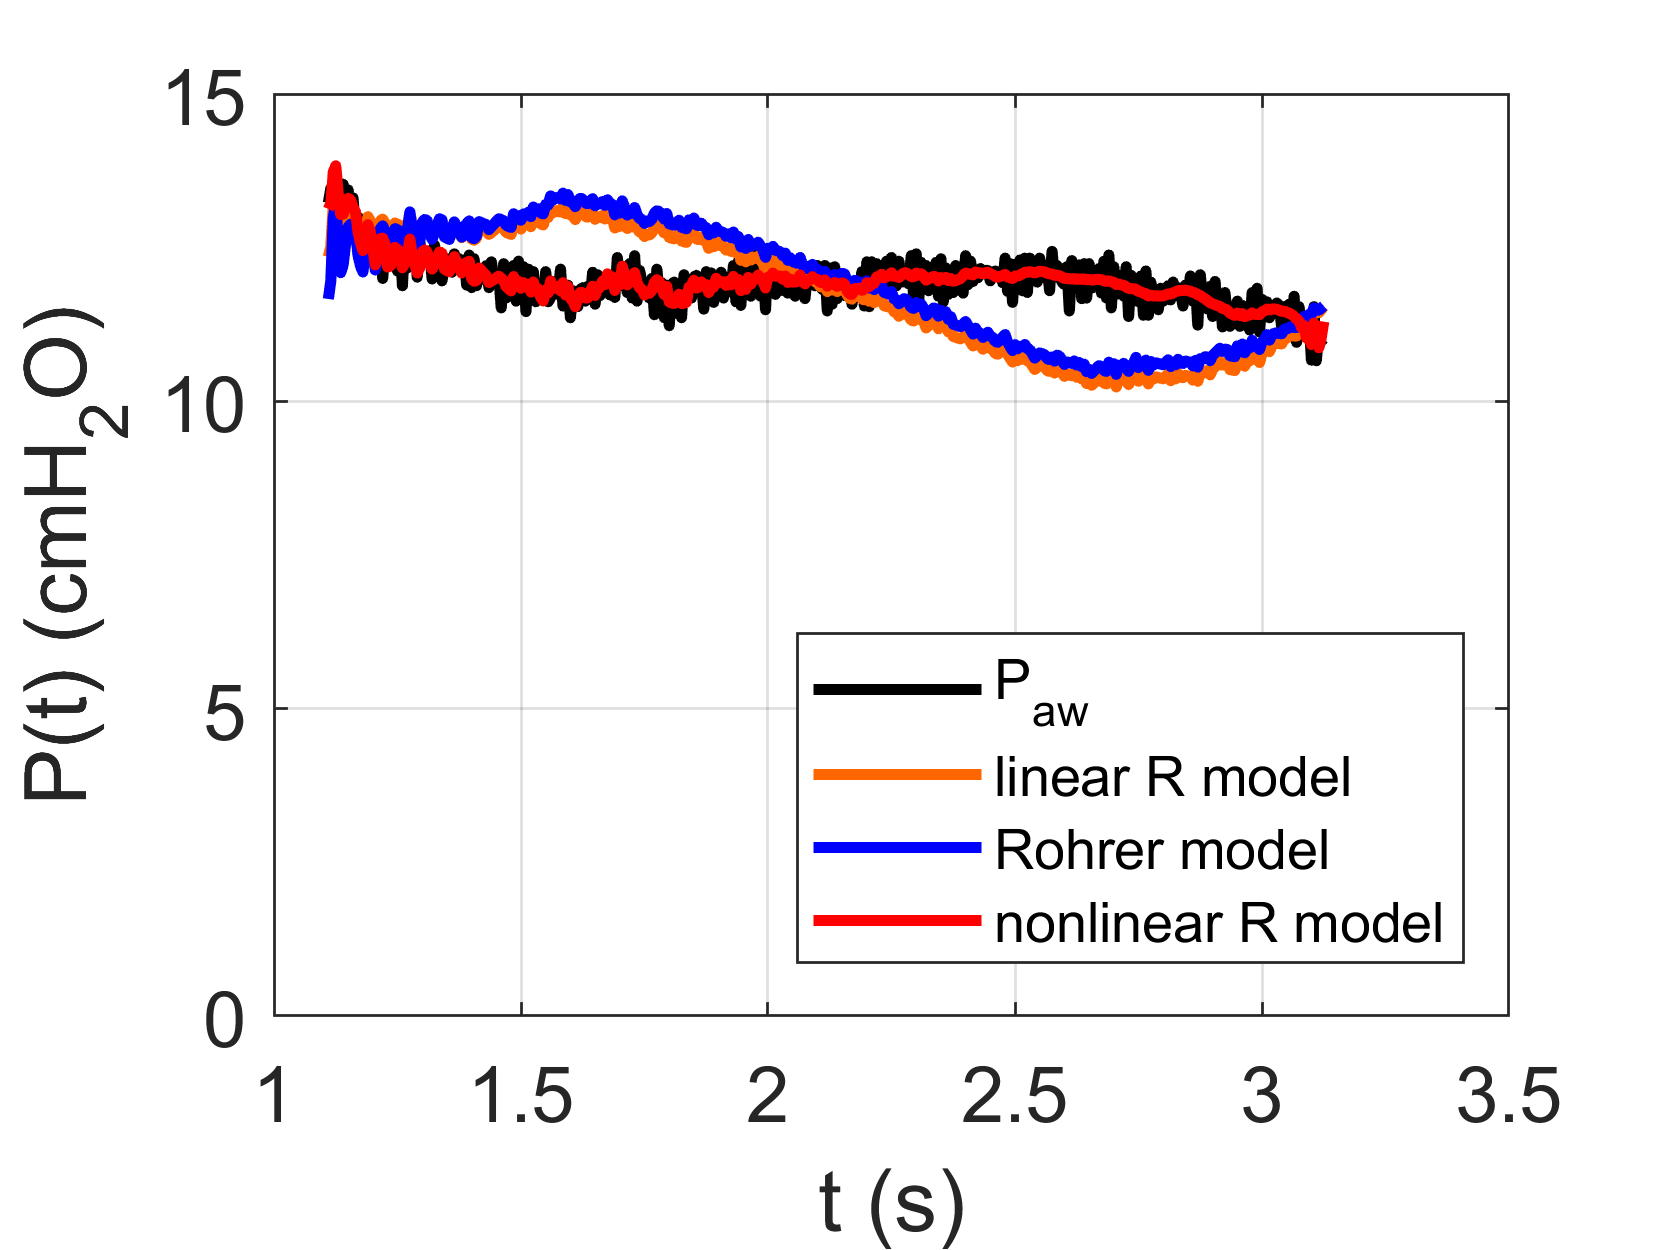 15
10
5
0
P(t) (cmH2O)
Paw
linear R model
Rohrer model
nonlinear R model
1 1.5 2 2.5 3 3.5
t (s)